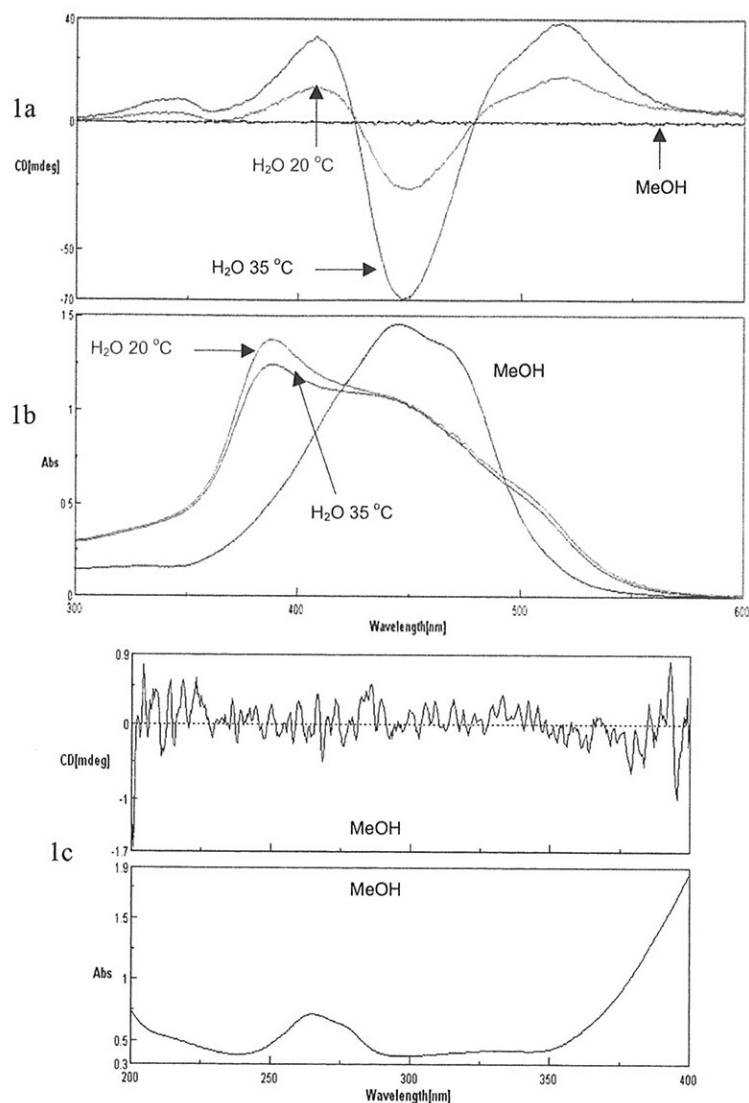 40
1a
0
H₂O 20 °C
MeOH
CD[mdeg]
-50
H₂O 35 °C
-70
1.5
H₂O 20 °C
MeOH
1b
1
Abs
H₂O 35 °C
0.5
0
300 400 500 600
Wavelength[nm]
0.9
0
CD[mdeg]
-1
MeOH
-1.7
1c
1.9
MeOH
1.5
Abs
1
0.5
0.3
200 250 300 350 400
Wavelength[nm]